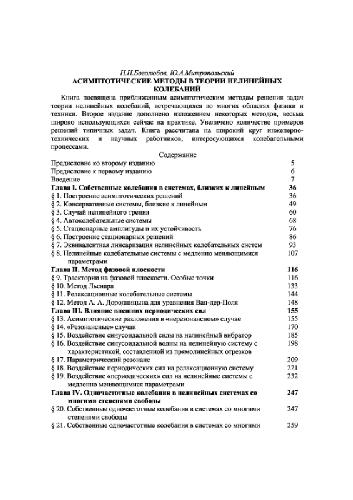 Н.Н.Боголюбов, Ю.А.Митропольский
АСИМПТОТИЧЕСКИЕ МЕТОДЫ В ТЕОРИИ НЕЛИНЕЙНЫХ
КОЛЕБАНИЙ
Книга посвящена приближенным асимптотическим методам решения задач
теории нелинейных колебаний, встречающихся во многих областях физики и
техники. Второе издание дополнено изложением некоторых методов, весьма
широко использующихся сейчас на практике. Увеличено количество примеров
решений типичных задач. Книга рассчитана на широкий круг инженерно-
технических и научных работников, интересующихся колебательными
процессами.
Содержание
Предисловие ко второму изданию 5
Предисловие к первому изданию 6
Введение 7
Глава I. Собственные колебания в системах, близких к линейным 36
§ 1. Построение асимптотических решений 36
§ 2. Консервативные системы, близкие к линейным 49
§ 3. Случай нелинейного трения 60
§ 4. Автоколебательные системы 68
§ 5. Стационарные амплитуды и их устойчивость 76
§ 6. Построение стационарных решений 86
§ 7. Эквивалентная линеаризация нелинейных колебательных систем 93
§ 8. Нелинейные колебательные системы с медленно меняющимися 107
параметрами
Глава II. Метод фазовой плоскости 116
§ 9. Траектории на фазовой плоскости. Особые точки 116
§ 10. Метод Льенара 133
§ 11. Релаксационные колебательные системы 144
§ 12. Метод А. А. Дородницына для уравнения Ван-дер-Поля 148
Глава III. Влияние внешних периодических сил 155
§ 13. Асимптотические разложения в «нерезонансном» случае 155
§ 14. «Резонансные» случаи 170
§ 15. Воздействие синусоидальной силы на нелинейный вибратор 185
§ 16. Воздействие синусоидальной силы на нелинейную систему с 198
характеристикой, составленной из прямолинейных отрезков
§ 17. Параметрический резонанс 209
§ 18. Воздействие периодических сил на релаксационную систему 221
§ 19. Воздействие «периодических» сил на нелинейные системы с 232
медленно меняющимися параметрами
Глава IV. Одночастотные колебания в нелинейных системах со 247
многими степенями свободы
§ 20. Собственные одночастотные колебания в системах со многими 247
степенями свободы
§ 21. Собственные одночастотные колебания в системах со многими 259